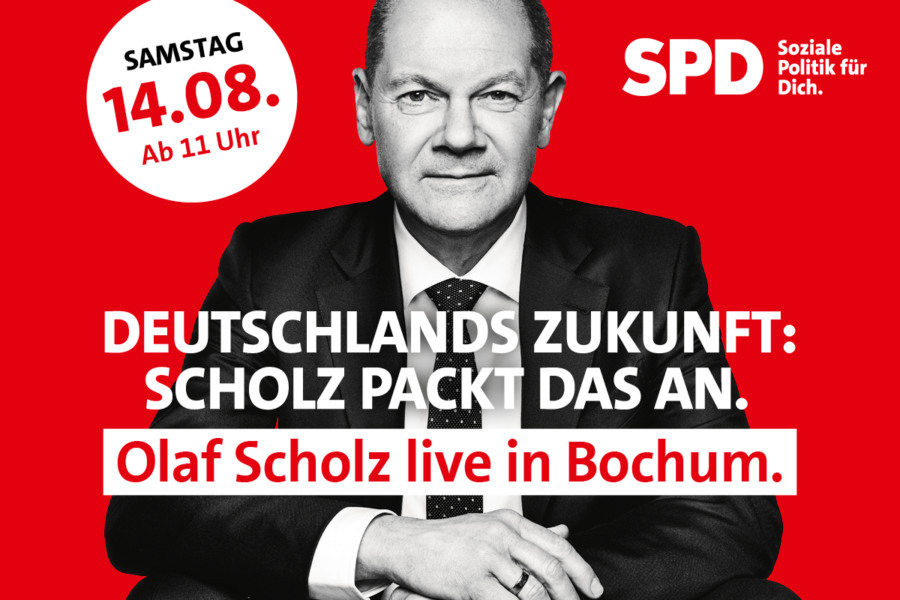 SAMSTAG
14.08.
Ab 11 Uhr
SPD
Soziale
Politik für
Dich.
DEUTSCHLANDS ZUKUNFT:
SCHOLZ PACKT DAS AN.
Olaf Scholz live in Bochum.